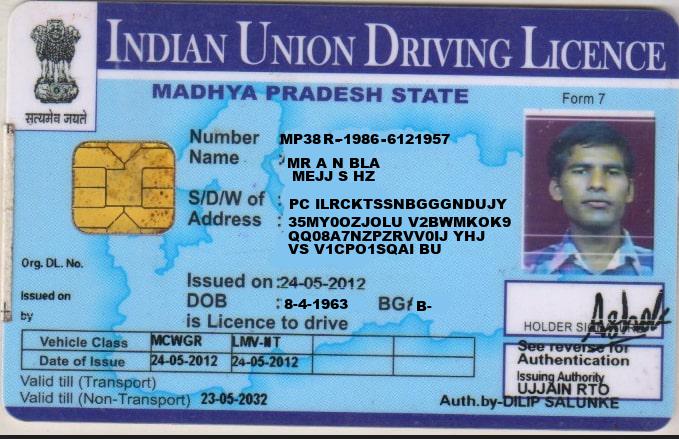 INDIAN UNION DRIVING LICENCE
सत्यमेव जयते
MADHYA PRADESH STATE
Form 7
Number MP38R-1986-6121957
Name : MR A N BLA
MEJJ S HZ
S/D/W of : PC ILRCKTSSNBGGGNDUJY
Address : 35MY0OZJOLU V2BWMKOK9
QQ08A7NZPZRVV0IJ YHJ
VS V1CPO1SQAI BU
Org. DL. No.
Issued on :24-05-2012
Issued on
DOB :8-4-1963 BG/ B-
by
is Licence to drive
HOLDER SIGNATURE
Vehicle Class MCWGR LMV-NT
Date of Issue 24-05-2012 24-05-2012
See reverse for
Authentication
Issuing Authority
UJJAIN RTO
Valid till (Transport)
Valid till (Non-Transport) 23-05-2032
Auth.by-DILIP SALUNKE